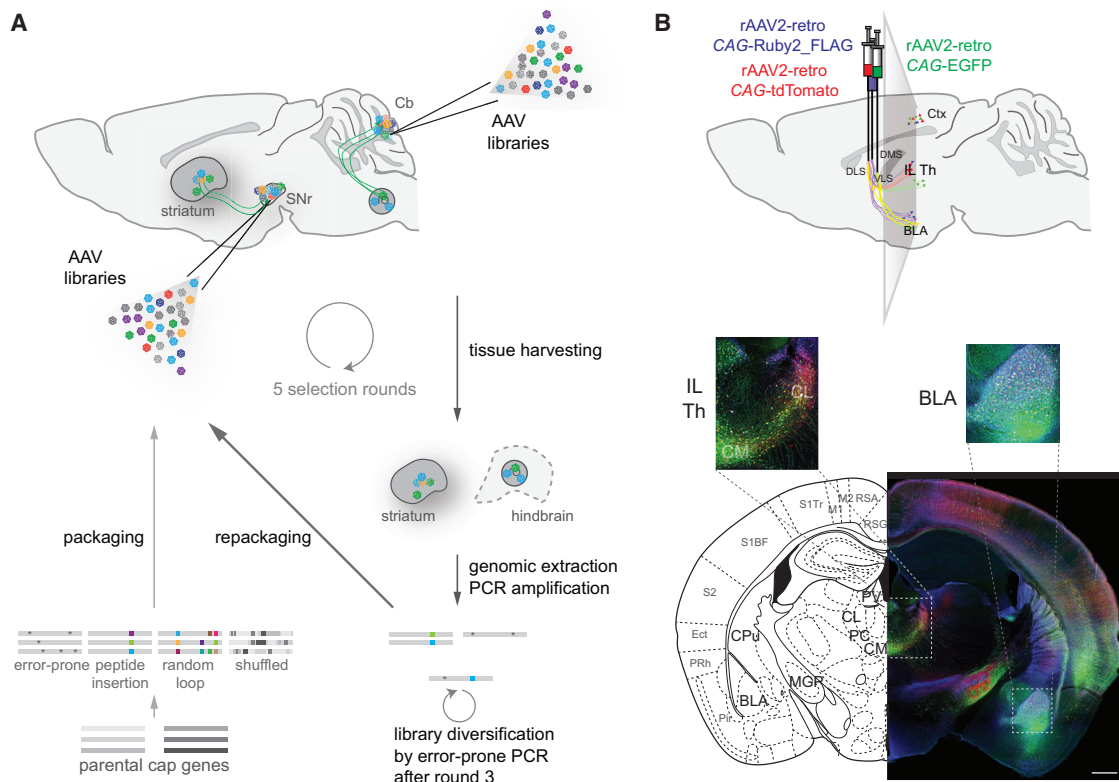 A
Cb
AAV
libraries
striatum
SNr
IO
AAV
libraries
5 selection rounds
tissue harvesting
striatum
hindbrain
packaging
repackaging
genomic extraction
PCR amplification
error-prone
peptide
insertion
random
loop
shuffled
parental cap genes
library diversification
by error-prone PCR
after round 3
B
rAAV2-retro
CAG-Ruby2_FLAG
rAAV2-retro
CAG-tdTomato
rAAV2-retro
CAG-EGFP
Ctx
DMS
DLS
VLS
IL Th
BLA
IL
Th
CL
CM
BLA
S1Tr
M1
M2
RSA
RSG
S1BF
S2
Ect
PRh
Pir
CPu
BLA
MGP
PV
CL
PC
CM